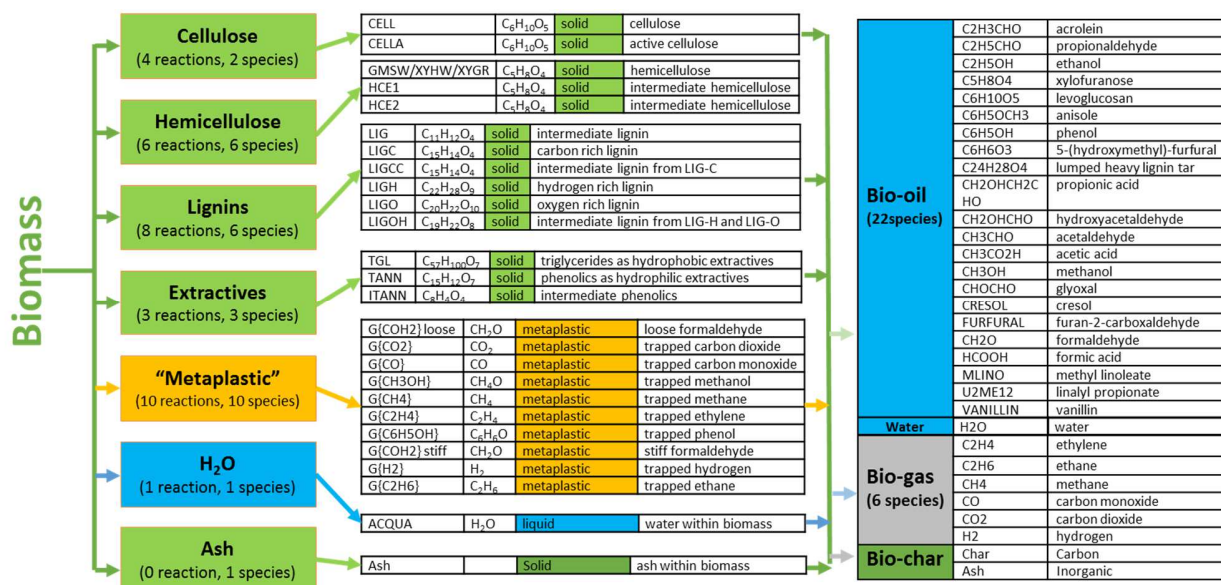 Biomass
Cellulose
(4 reactions, 2 species)
Hemicellulose
(6 reactions, 6 species)
Lignins
(8 reactions, 6 species)
Extractives
(3 reactions, 3 species)
“Metaplastic”
(10 reactions, 10 species)
H₂O
(1 reaction, 1 species)
Ash
(0 reaction, 1 species)
CELL C₆H₁₀O₅ solid cellulose
CELLA C₆H₁₀O₅ solid active cellulose
GMSW/XYHW/XYGR C₅H₈O₄ solid hemicellulose
HCE1 C₅H₈O₄ solid intermediate hemicellulose
HCE2 C₅H₈O₄ solid intermediate hemicellulose
LIG C₁₁H₁₂O₄ solid intermediate lignin
LIGC C₁₅H₁₄O₄ solid carbon rich lignin
LIGCC C₁₅H₁₄O₄ solid intermediate lignin from LIG-C
LIGH C₂₂H₂₈O₉ solid hydrogen rich lignin
LIGO C₂₀H₂₂O₁₀ solid oxygen rich lignin
LIGOH C₁₉H₂₂O₈ solid intermediate lignin from LIG-H and LIG-O
TGL C₅₇H₁₀₀O₇ solid triglycerides as hydrophobic extractives
TANN C₁₅H₁₂O₇ solid phenolics as hydrophilic extractives
ITANN C₈H₄O₄ solid intermediate phenolics
G{COH2} loose CH₂O metaplastic loose formaldehyde
G{CO2} CO₂ metaplastic trapped carbon dioxide
G{CO} CO metaplastic trapped carbon monoxide
G{CH3OH} CH₄O metaplastic trapped methanol
G{CH4} CH₄ metaplastic trapped methane
G{C2H4} C₂H₄ metaplastic trapped ethylene
G{C6H5OH} C₆H₆O metaplastic trapped phenol
G{COH2} stiff CH₂O metaplastic stiff formaldehyde
G{H2} H₂ metaplastic trapped hydrogen
G{C2H6} C₂H₆ metaplastic trapped ethane
ACQUA H₂O liquid water within biomass
Ash Solid ash within biomass
Bio-oil
(22species)
C2H3CHO acrolein
C2H5CHO propionaldehyde
C2H5OH ethanol
C5H8O4 xylofuranose
C6H10O5 levoglucosan
C6H5OCH3 anisole
C6H5OH phenol
C6H6O3 5-(hydroxymethyl)-furfural
C24H28O4 lumped heavy lignin tar
CH2OHCH2C propionic acid
HO
CH2OHCHO hydroxyacetaldehyde
CH3CHO acetaldehyde
CH3CO2H acetic acid
CH3OH methanol
CHOCHO glyoxal
CRESOL cresol
FURFURAL furan-2-carboxaldehyde
CH2O formaldehyde
HCOOH formic acid
MLINO methyl linoleate
U2ME12 linalyl propionate
VANILLIN vanillin
Water H2O water
Bio-gas
(6 species)
C2H4 ethylene
C2H6 ethane
CH4 methane
CO carbon monoxide
CO2 carbon dioxide
H2 hydrogen
Bio-char
Char Carbon
Ash Inorganic